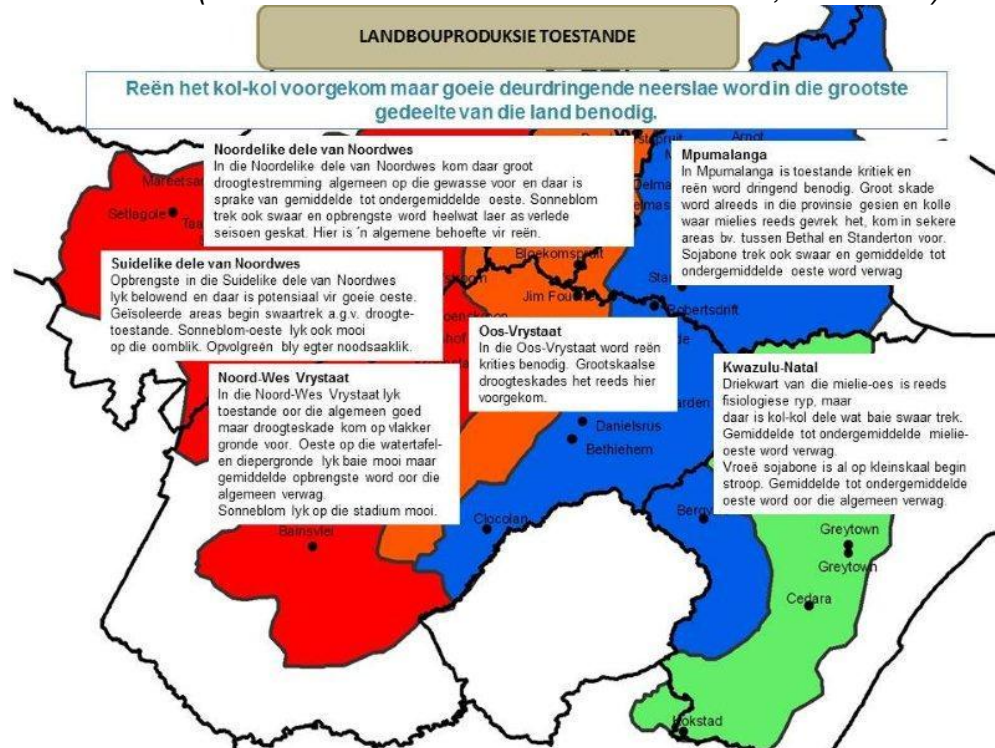 LANDBOUPRODUKSIE TOESTANDE
Reën het kol-kol voorgekom maar goeie deurdringende neerslae word in die grootste
gedeelte van die land benodig.
Noordelike dele van Noordwes
In die Noordelike dele van Noordwes kom daar groot
droogtestremming algemeen op die gewasse voor en daar is
sprake van gemiddelde tot ondergemiddelde oeste. Sonneblom
trek ook swaar en opbrengste word heelwat laer as verlede
seisoen geskat. Hier is ´n algemene behoefte vir reën.
Mpumalanga
In Mpumalanga is toestande kritiek en
reën word dringend benodig. Groot skade
word alreeds in die provinsie gesien en kolle
waar mielies reeds gevrek het, kom in sekere
areas bv. tussen Bethal en Standerton voor.
Sojabone trek ook swaar en gemiddelde tot
ondergemiddelde oeste word verwag
Suidelike dele van Noordwes
Opbrengste in die Suidelike dele van Noordwes
lyk belowend en daar is potensiaal vir goeie oeste.
Geïsoleerde areas begin swaartrek a.g.v. droogte-
toestande. Sonneblom-oeste lyk ook mooi
op die oomblik. Opvolgreën bly egter noodsaaklik.
Oos-Vrystaat
In die Oos-Vrystaat word reën
krities benodig. Grootskaalse
droogteskades het reeds hier
voorgekom.
Noord-Wes Vrystaat
In die Noord-Wes Vrystaat lyk
toestande oor die algemeen goed
maar droogteskade kom op vlakker
gronde voor. Oeste op die watertafel-
en diepergronde lyk baie mooi maar
gemiddelde opbrengste word oor die
algemeen verwag.
Sonneblom lyk op die stadium mooi.
Kwazulu-Natal
Driekwart van die mielie-oes is reeds
fisiologiese ryp, maar
daar is kol-kol dele wat baie swaar trek.
Gemiddelde tot ondergemiddelde mielie-
oeste word verwag.
Vroeë sojabone is al op kleinskaal begin
stroop. Gemiddelde tot ondergemiddelde
oeste word oor die algemeen verwag.
Arnot
Setlagole
Bloekomspruit
Jim Fouche
Robertsdrift
Danielsrus
Bethlehem
Clocolan
Bainsvlei
Greytown
Greytown
Cedara